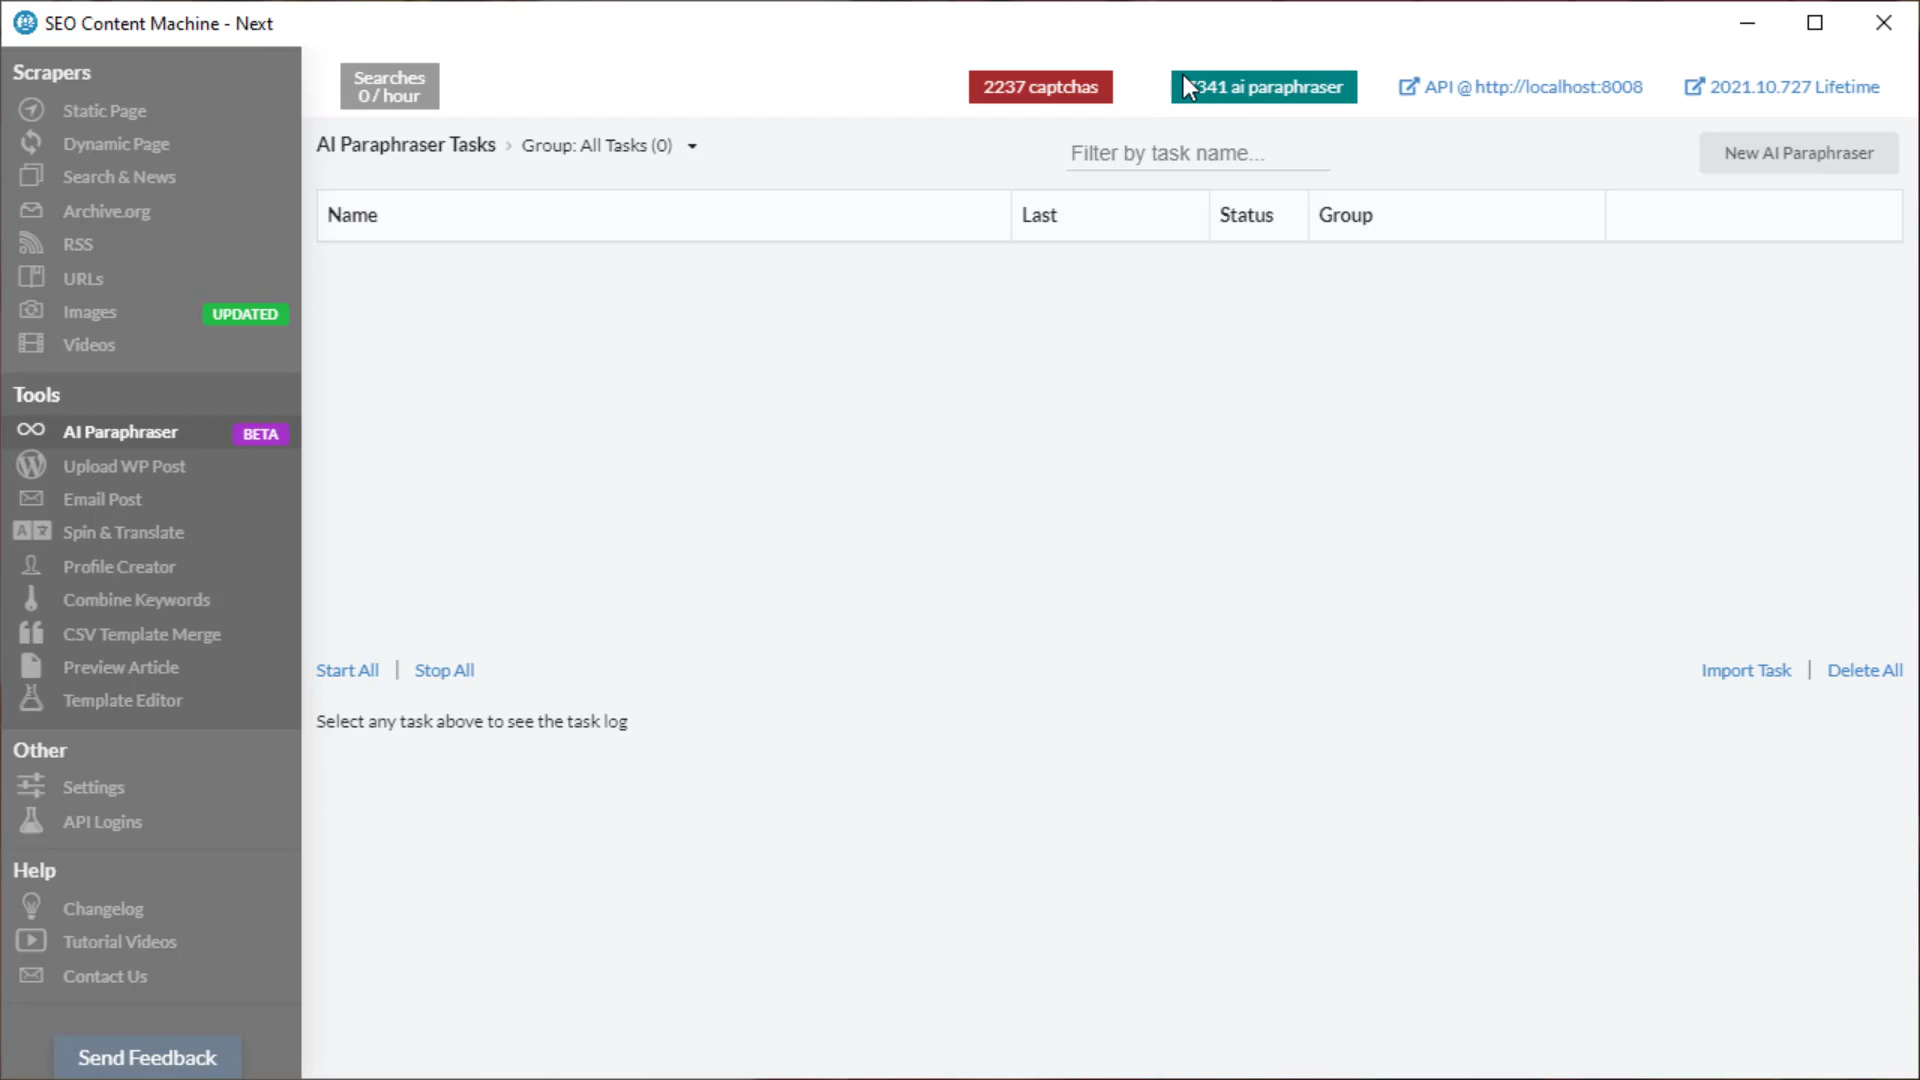 SEO Content Machine - Next
Scrapers
Static Page
Dynamic Page
Search & News
Archive.org
RSS
URLs
Images
UPDATED
Videos
Tools
AI Paraphraser
BETA
Upload WP Post
Email Post
Spin & Translate
Profile Creator
Combine Keywords
CSV Template Merge
Preview Article
Template Editor
Other
Settings
API Logins
Help
Changelog
Tutorial Videos
Contact Us
Send Feedback
Searches
0 / hour
2237 captchas
ai paraphraser
API @ http://localhost:8008
2021.10.727 Lifetime
AI Paraphraser Tasks › Group: All Tasks (0)
Filter by task name...
New AI Paraphraser
Name
Last
Status
Group
Start All | Stop All
Import Task | Delete All
Select any task above to see the task log